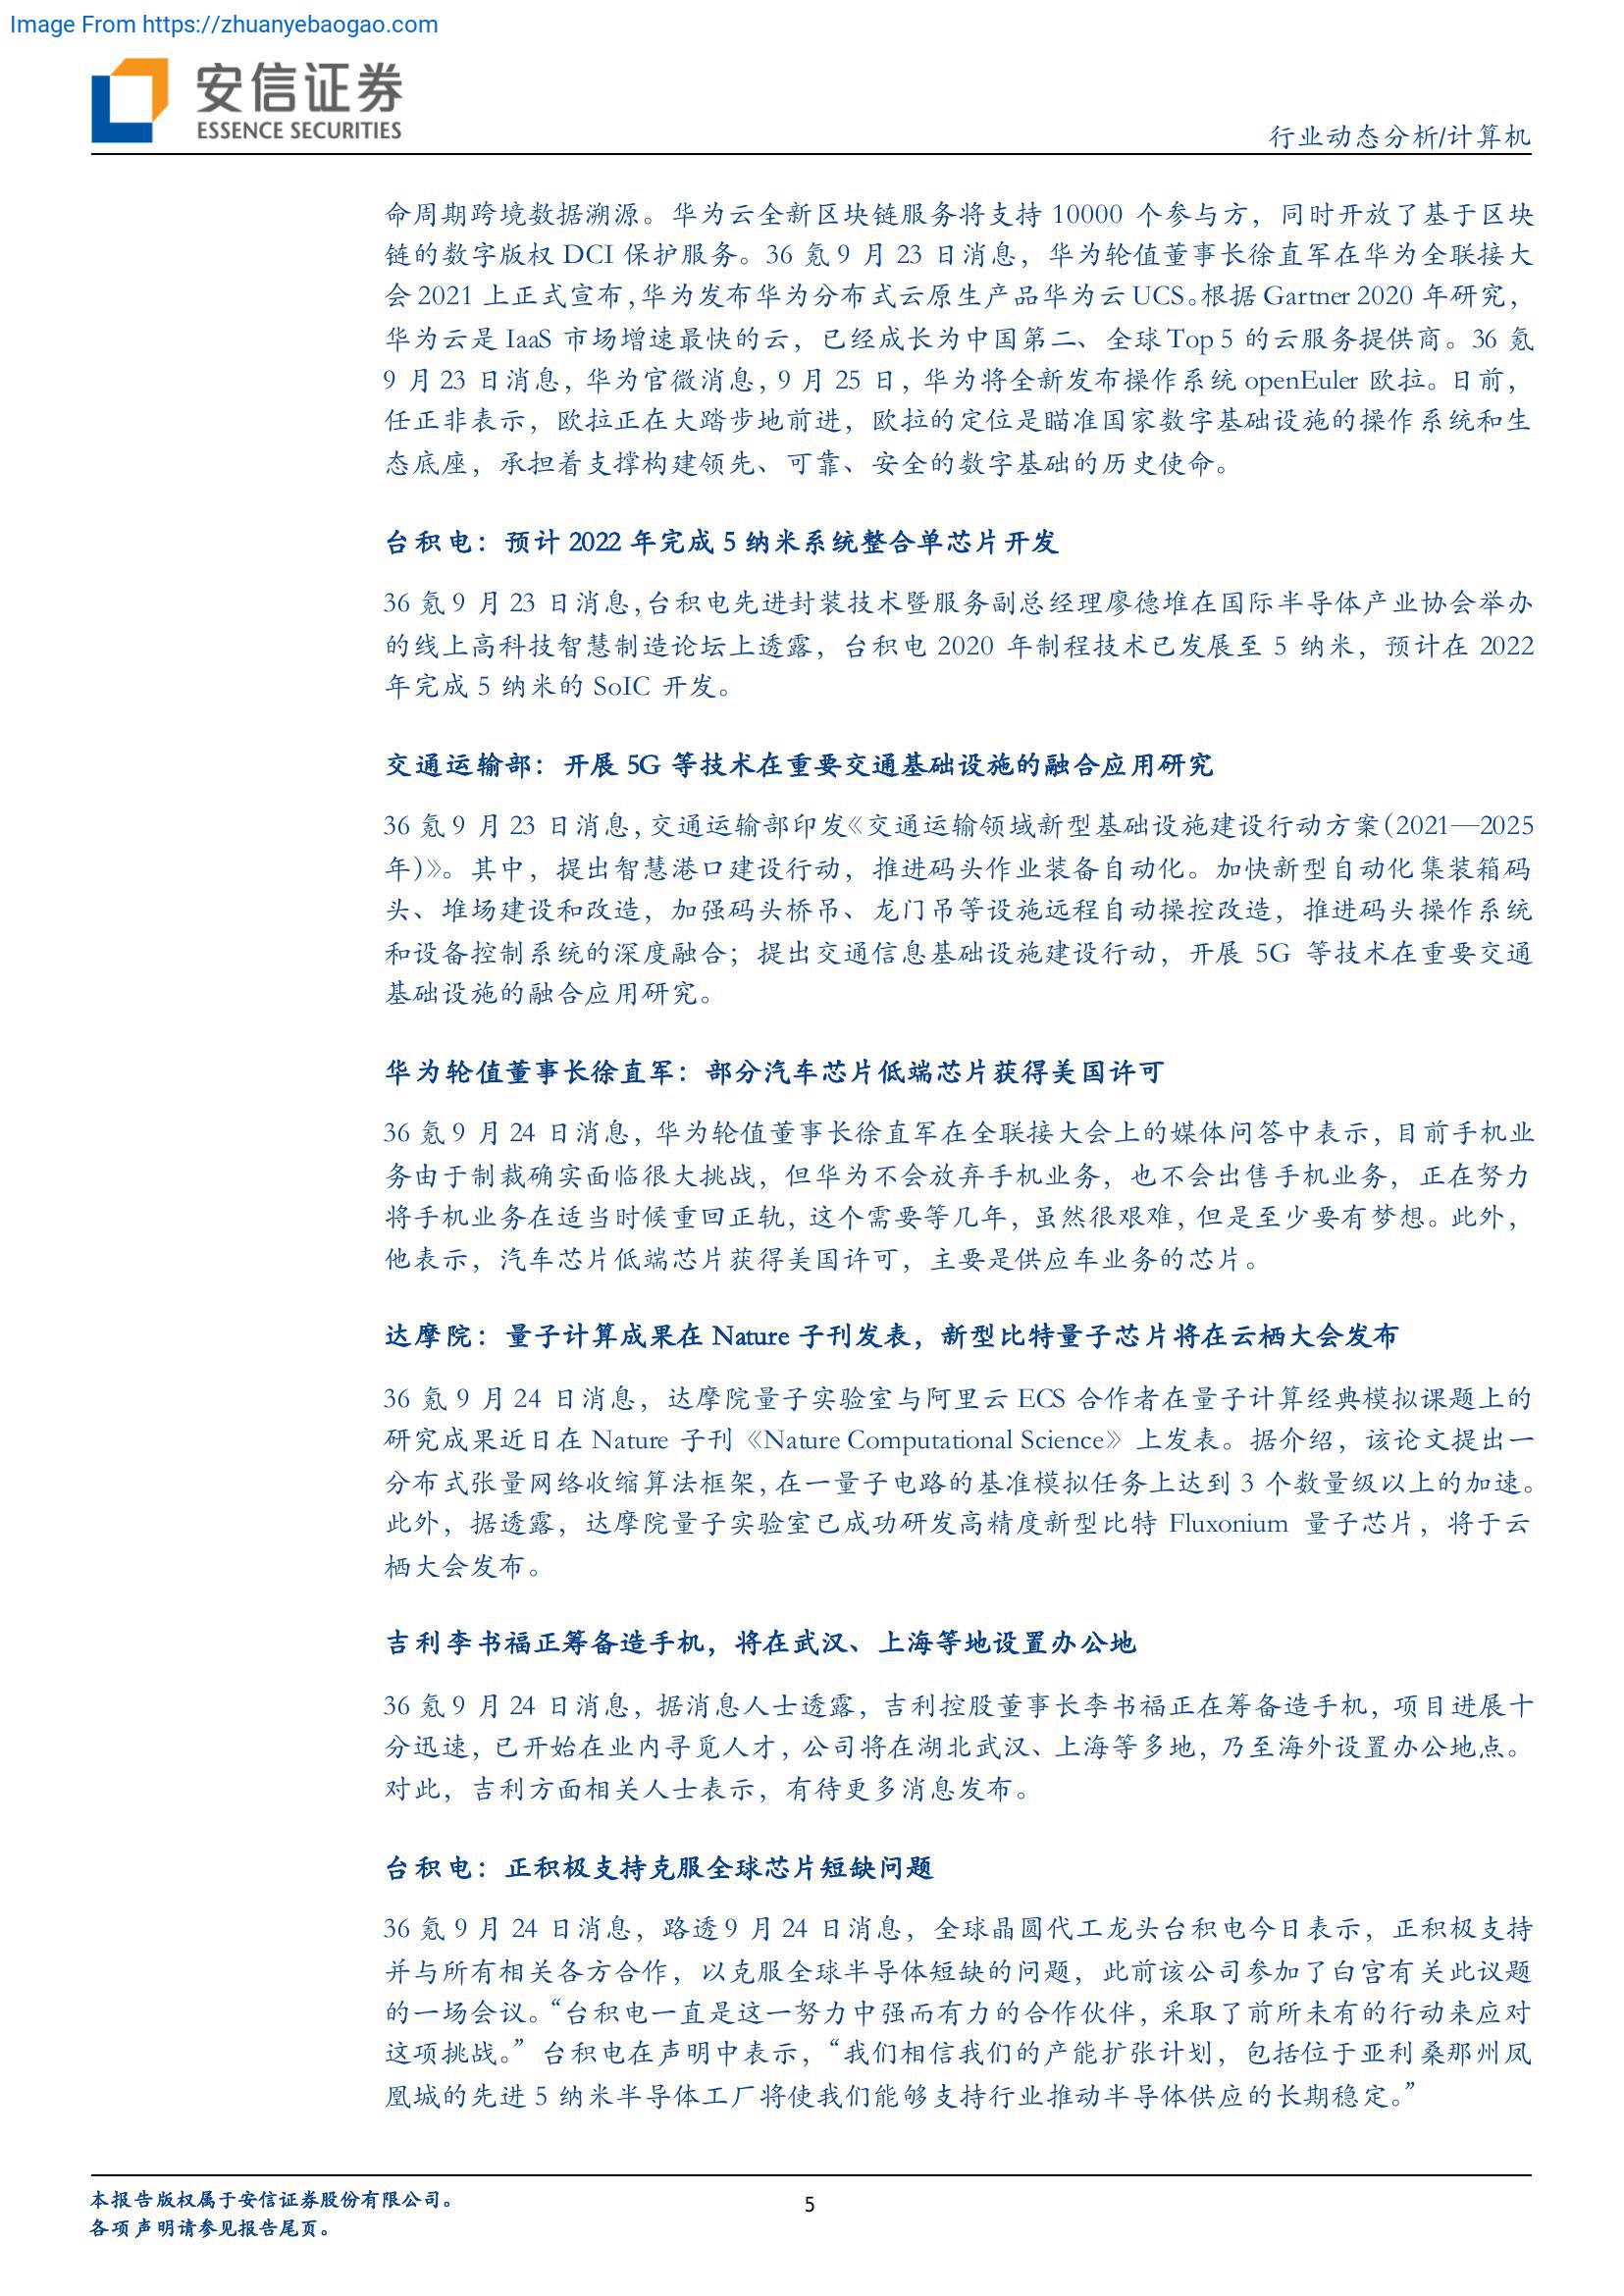 Image From https://zhuanyebaogao.com
安信证券
ESSENCE SECURITIES
行业动态分析/计算机
命周期跨境数据溯源。华为云全新区块链服务将支持 10000 个参与方，同时开放了基于区块
链的数字版权 DCI 保护服务。36 氪 9 月 23 日消息，华为轮值董事长徐直军在华为全联接大
会 2021 上正式宣布，华为发布华为分布式云原生产品华为云 UCS。根据 Gartner 2020 年研究，
华为云是 IaaS 市场增速最快的云，已经成长为中国第二、全球 Top 5 的云服务提供商。36 氪
9 月 23 日消息，华为官微消息，9 月 25 日，华为将全新发布操作系统 openEuler 欧拉。日前，
任正非表示，欧拉正在大踏步地前进，欧拉的定位是瞄准国家数字基础设施的操作系统和生
态底座，承担着支撑构建领先、可靠、安全的数字基础的历史使命。
台积电：预计 2022 年完成 5 纳米系统整合单芯片开发
36 氪 9 月 23 日消息，台积电先进封装技术暨服务副总经理廖德堆在国际半导体产业协会举办
的线上高科技智慧制造论坛上透露，台积电 2020 年制程技术已发展至 5 纳米，预计在 2022
年完成 5 纳米的 SoIC 开发。
交通运输部：开展 5G 等技术在重要交通基础设施的融合应用研究
36 氪 9 月 23 日消息，交通运输部印发《交通运输领域新型基础设施建设行动方案（2021—2025
年）》。其中，提出智慧港口建设行动，推进码头作业装备自动化。加快新型自动化集装箱码
头、堆场建设和改造，加强码头桥吊、龙门吊等设施远程自动操控改造，推进码头操作系统
和设备控制系统的深度融合；提出交通信息基础设施建设行动，开展 5G 等技术在重要交通
基础设施的融合应用研究。
华为轮值董事长徐直军：部分汽车芯片低端芯片获得美国许可
36 氪 9 月 24 日消息，华为轮值董事长徐直军在全联接大会上的媒体问答中表示，目前手机业
务由于制裁确实面临很大挑战，但华为不会放弃手机业务，也不会出售手机业务，正在努力
将手机业务在适当时候重回正轨，这个需要等几年，虽然很艰难，但是至少要有梦想。此外，
他表示，汽车芯片低端芯片获得美国许可，主要是供应车业务的芯片。
达摩院：量子计算成果在 Nature 子刊发表，新型比特量子芯片将在云栖大会发布
36 氪 9 月 24 日消息，达摩院量子实验室与阿里云 ECS 合作者在量子计算经典模拟课题上的
研究成果近日在 Nature 子刊《Nature Computational Science》上发表。据介绍，该论文提出一
分布式张量网络收缩算法框架，在一量子电路的基准模拟任务上达到 3 个数量级以上的加速。
此外，据透露，达摩院量子实验室已成功研发高精度新型比特 Fluxonium 量子芯片，将于云
栖大会发布。
吉利李书福正筹备造手机，将在武汉、上海等地设置办公地
36 氪 9 月 24 日消息，据消息人士透露，吉利控股董事长李书福正在筹备造手机，项目进展十
分迅速，已开始在业内寻觅人才，公司将在湖北武汉、上海等多地，乃至海外设置办公地点。
对此，吉利方面相关人士表示，有待更多消息发布。
台积电：正积极支持克服全球芯片短缺问题
36 氪 9 月 24 日消息，路透 9 月 24 日消息，全球晶圆代工龙头台积电今日表示，正积极支持
并与所有相关各方合作，以克服全球半导体短缺的问题，此前该公司参加了白宫有关此议题
的一场会议。“台积电一直是这一努力中强而有力的合作伙伴，采取了前所未有的行动来应对
这项挑战。”台积电在声明中表示，“我们相信我们的产能扩张计划，包括位于亚利桑那州凤
凰城的先进 5 纳米半导体工厂将使我们能够支持行业推动半导体供应的长期稳定。”
本报告版权属于安信证券股份有限公司。
各项声明请参见报告尾页。
5